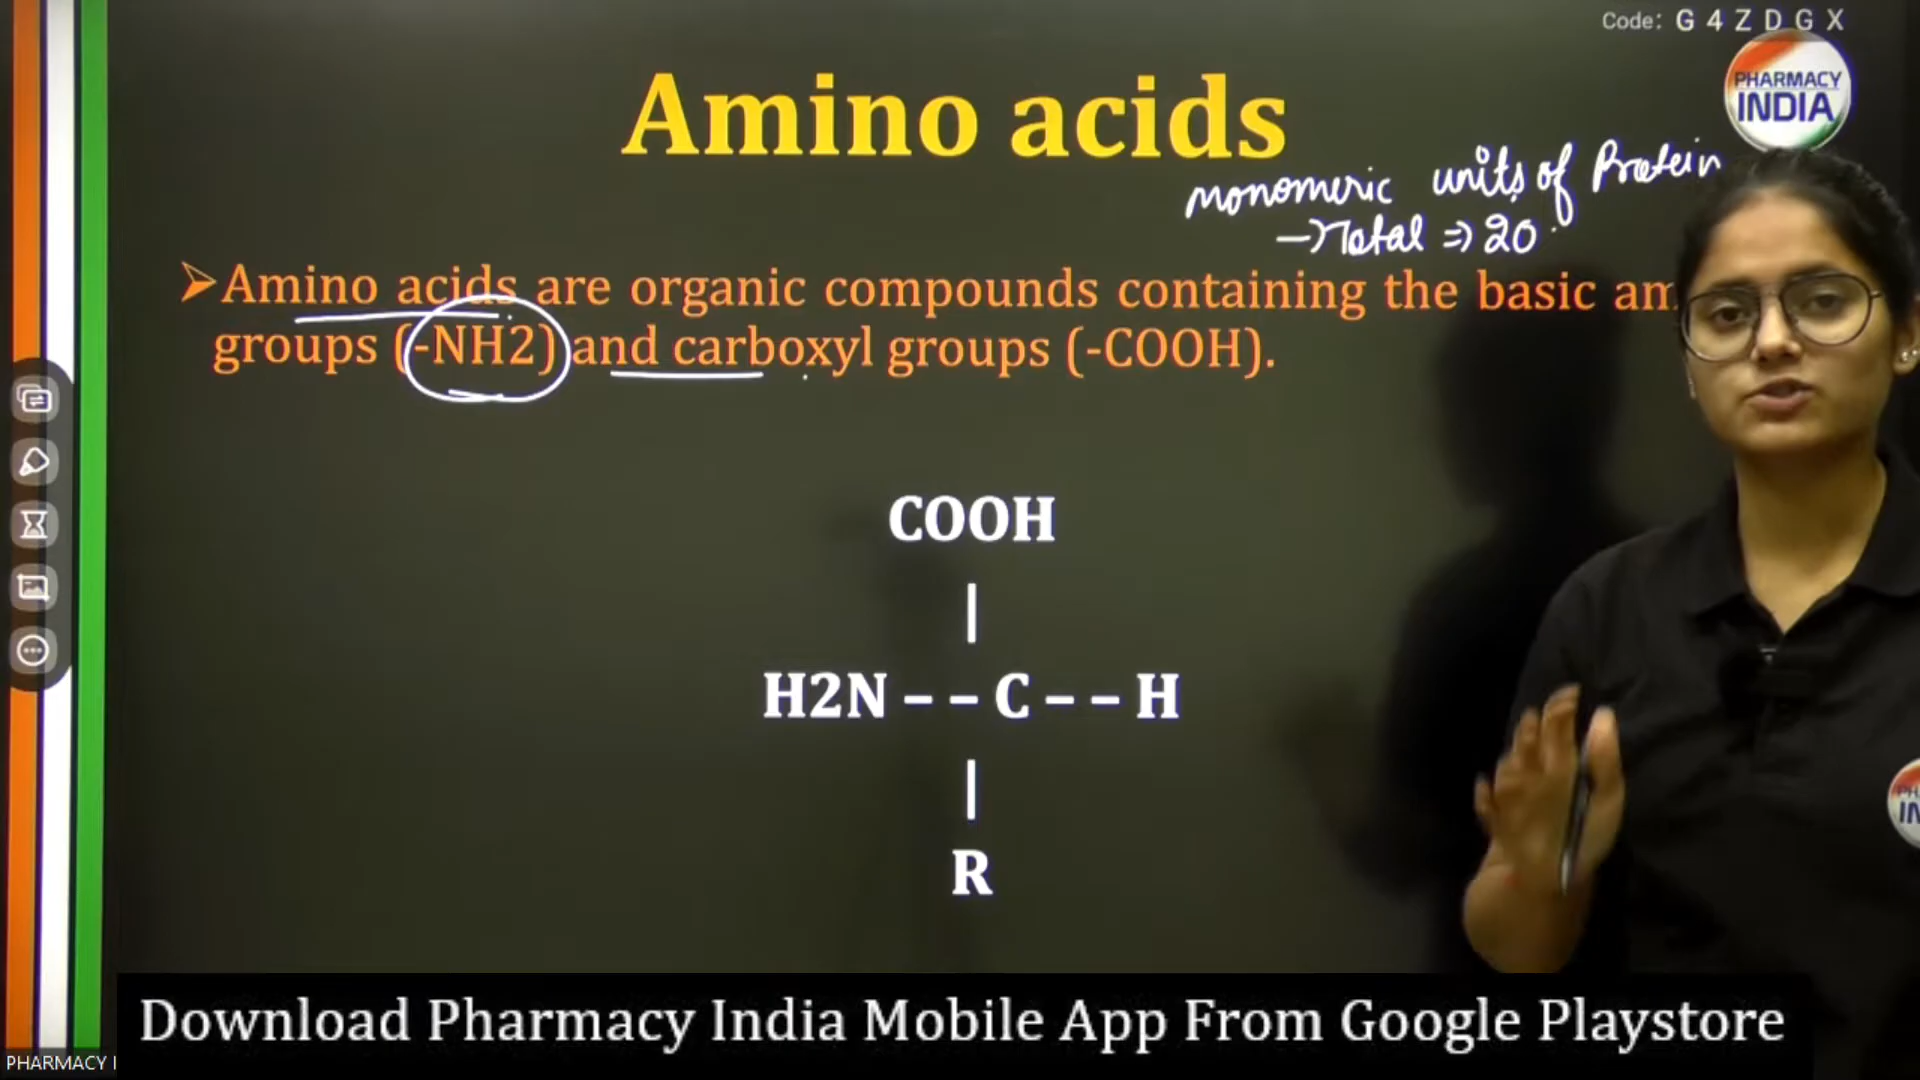 Code: G 4 Z D G X
PHARMACY
INDIA
Amino acids
monomeric units of Protein
→ Total ⇒ 20
➢Amino acids are organic compounds containing the basic am
groups (-NH2) and carboxyl groups (-COOH).
COOH
|
H2N – – C – – H
|
R
PH
IN
Download Pharmacy India Mobile App From Google Playstore
PHARMACY I